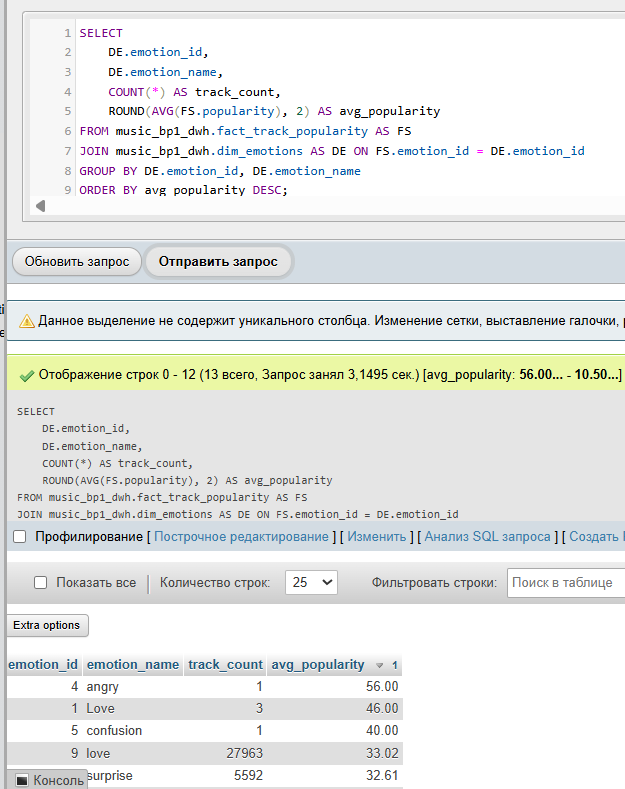 1 SELECT
2 DE.emotion_id,
3 DE.emotion_name,
4 COUNT(*) AS track_count,
5 ROUND(AVG(FS.popularity), 2) AS avg_popularity
6 FROM music_bp1_dwh.fact_track_popularity AS FS
7 JOIN music_bp1_dwh.dim_emotions AS DE ON FS.emotion_id = DE.emotion_id
8 GROUP BY DE.emotion_id, DE.emotion_name
9 ORDER BY avg_popularity DESC;
Обновить запрос Отправить запрос
Данное выделение не содержит уникального столбца. Изменение сетки, выставление галочки,
Отображение строк 0 - 12 (13 всего, Запрос занял 3,1495 сек.) [avg_popularity: 56.00... - 10.50...]
SELECT
DE.emotion_id,
DE.emotion_name,
COUNT(*) AS track_count,
ROUND(AVG(FS.popularity), 2) AS avg_popularity
FROM music_bp1_dwh.fact_track_popularity AS FS
JOIN music_bp1_dwh.dim_emotions AS DE ON FS.emotion_id = DE.emotion_id
Профилирование [ Построчное редактирование ] [ Изменить ] [ Анализ SQL запроса ] [ Создать
Показать все Количество строк: 25 Фильтровать строки: Поиск в таблице
Extra options
emotion_id emotion_name track_count avg_popularity 1
4 angry 1 56.00
1 Love 3 46.00
5 confusion 1 40.00
9 love 27963 33.02
surprise 5592 32.61
Консоль